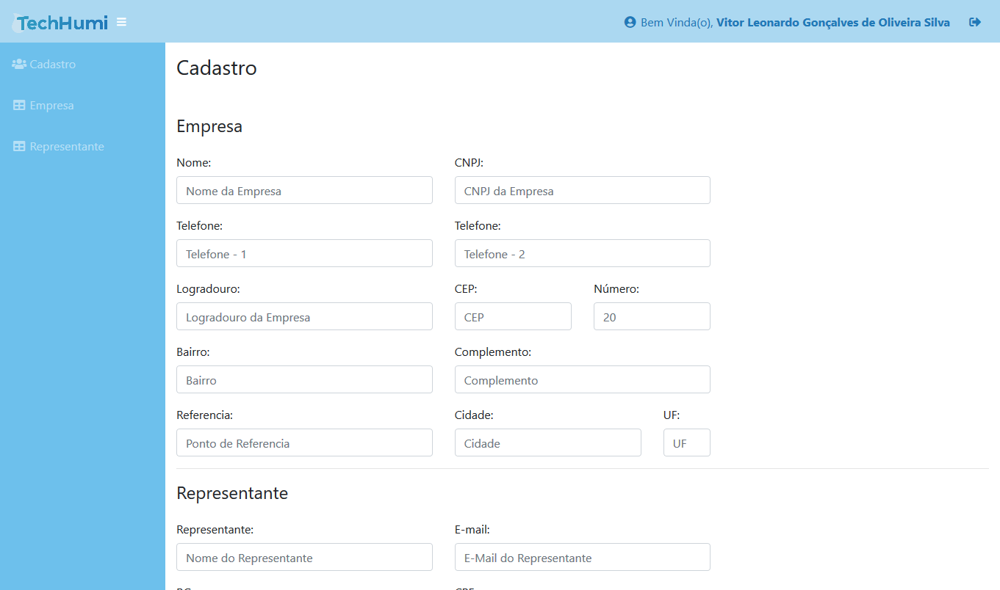 TechHumi
Bem Vinda(o), Vitor Leonardo Gonçalves de Oliveira Silva
Cadastro
Empresa
Representante
Cadastro
Empresa
Nome: CNPJ:
Nome da Empresa CNPJ da Empresa
Telefone: Telefone:
Telefone - 1 Telefone - 2
Logradouro: CEP: Número:
Logradouro da Empresa CEP 20
Bairro: Complemento:
Bairro Complemento
Referencia: Cidade: UF:
Ponto de Referencia Cidade UF
Representante
Representante: E-mail:
Nome do Representante E-Mail do Representante